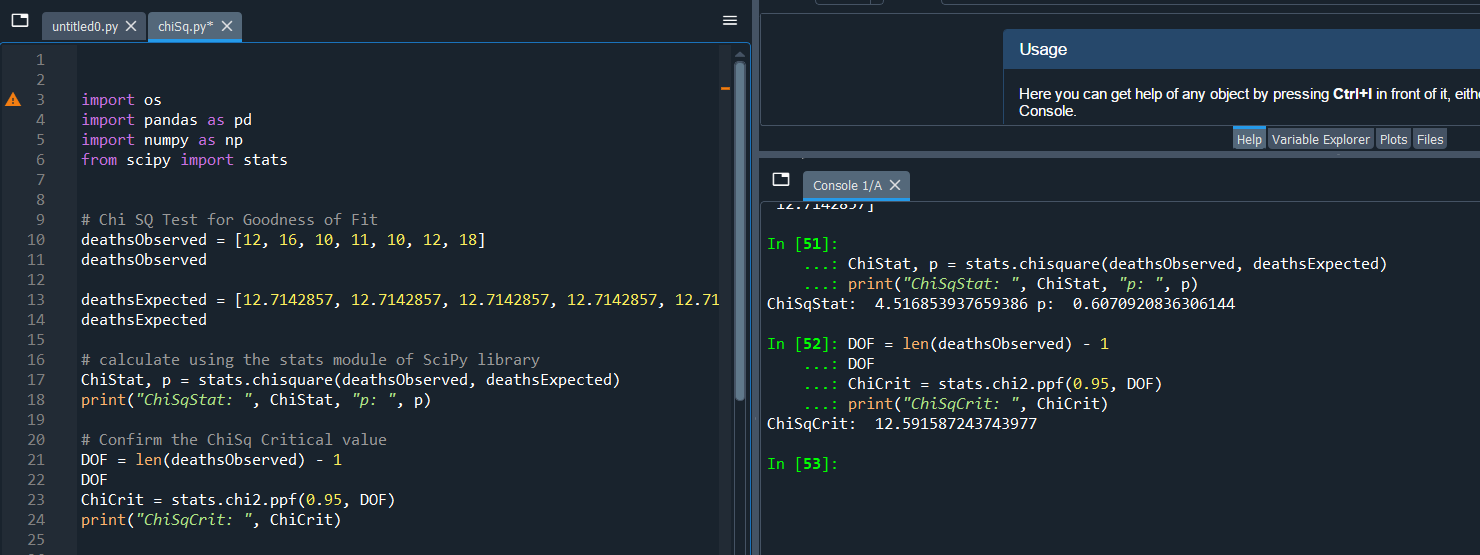 untitled0.py
chiSq.py*
1
2
3 import os
4 import pandas as pd
5 import numpy as np
6 from scipy import stats
7
8
9 # Chi SQ Test for Goodness of Fit
10 deathsObserved = [12, 16, 10, 11, 10, 12, 18]
11 deathsObserved
12
13 deathsExpected = [12.7142857, 12.7142857, 12.7142857, 12.7142857, 12.71
14 deathsExpected
15
16 # calculate using the stats module of SciPy library
17 ChiStat, p = stats.chisquare(deathsObserved, deathsExpected)
18 print("ChiSqStat: ", ChiStat, "p: ", p)
19
20 # Confirm the ChiSq Critical value
21 DOF = len(deathsObserved) - 1
22 DOF
23 ChiCrit = stats.chi2.ppf(0.95, DOF)
24 print("ChiSqCrit: ", ChiCrit)
25
Usage
Here you can get help of any object by pressing Ctrl+I in front of it, eith
Console.
Help
Variable Explorer
Plots
Files
Console 1/A
12.7142857]
In [51]:
...: ChiStat, p = stats.chisquare(deathsObserved, deathsExpected)
...: print("ChiSqStat: ", ChiStat, "p: ", p)
ChiSqStat:  4.516853937659386 p:  0.6070920836306144
In [52]: DOF = len(deathsObserved) - 1
...: DOF
...: ChiCrit = stats.chi2.ppf(0.95, DOF)
...: print("ChiSqCrit: ", ChiCrit)
ChiSqCrit:  12.591587243743977
In [53]: